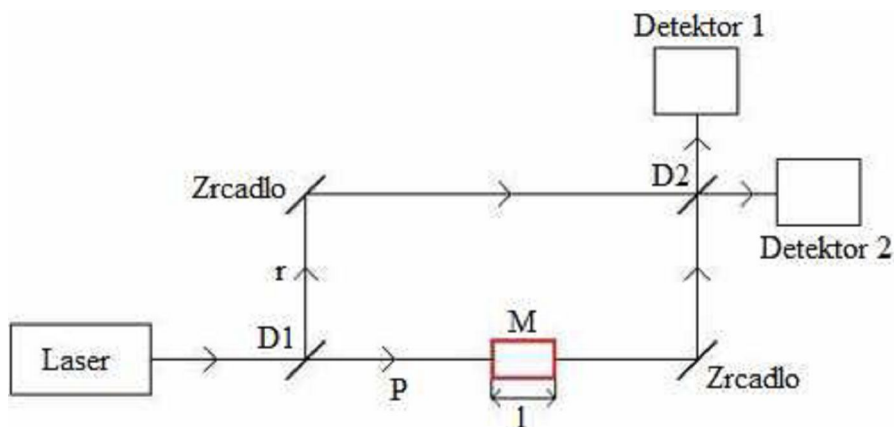 Detektor 1
Zrcadlo
D2
Detektor 2
r
D1
M
Laser
P
Zrcadlo
l